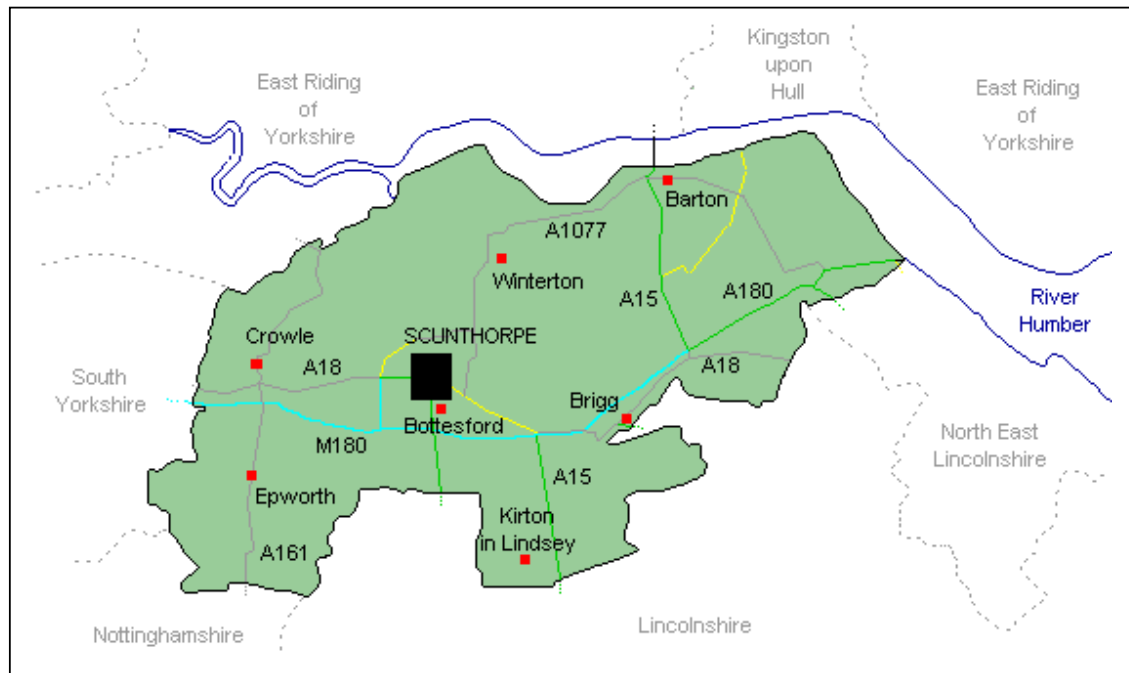 Kingston
upon
Hull
East Riding
of
Yorkshire
East Riding
of
Yorkshire
Barton
A1077
Winterton
A15
A180
River
Humber
SCUNTHORPE
Crowle
A18
A18
South
Yorkshire
Brigg
Bottesford
M180
North East
Lincolnshire
A15
Epworth
Kirton
in Lindsey
A161
Nottinghamshire
Lincolnshire